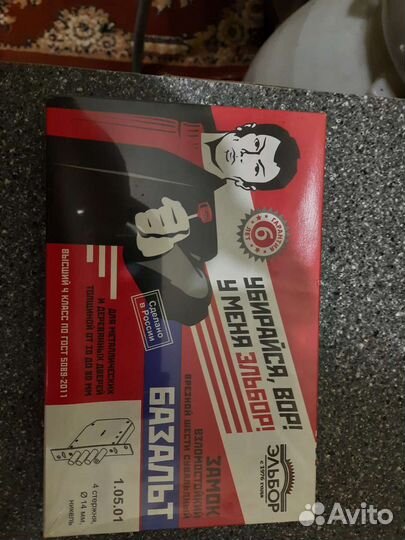 УБИРАЙСЯ, ВОР!
У МЕНЯ ЭЛЬБОР!
ГАРАНТИЯ
6
ЛЕТ
ЭЛЬБОР
с 1976 года
Сделано
в России
ЗАМОК
ВЗЛОМОСТОЙКИЙ
ВРЕЗНОЙ ШЕСТИ СУВАЛЬДНЫЙ
БАЗАЛЬТ
ДЛЯ МЕТАЛЛИЧЕСКИХ
И ДЕРЕВЯННЫХ ДВЕРЕЙ
ТОЛЩИНОЙ ОТ 70 ДО 90 ММ
ВЫСШИЙ 4 КЛАСС ПО ГОСТ 5089-2011
1.05.01
4 стержня,
Ø 14 мм,
никель
Avito